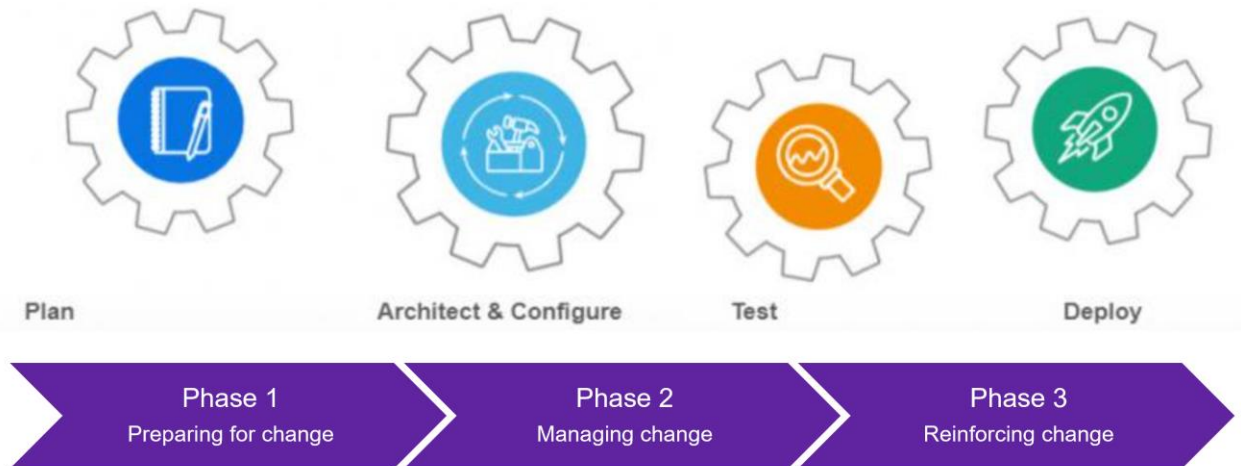 Plan
Architect & Configure
Test
Deploy
Phase 1
Preparing for change
Phase 2
Managing change
Phase 3
Reinforcing change